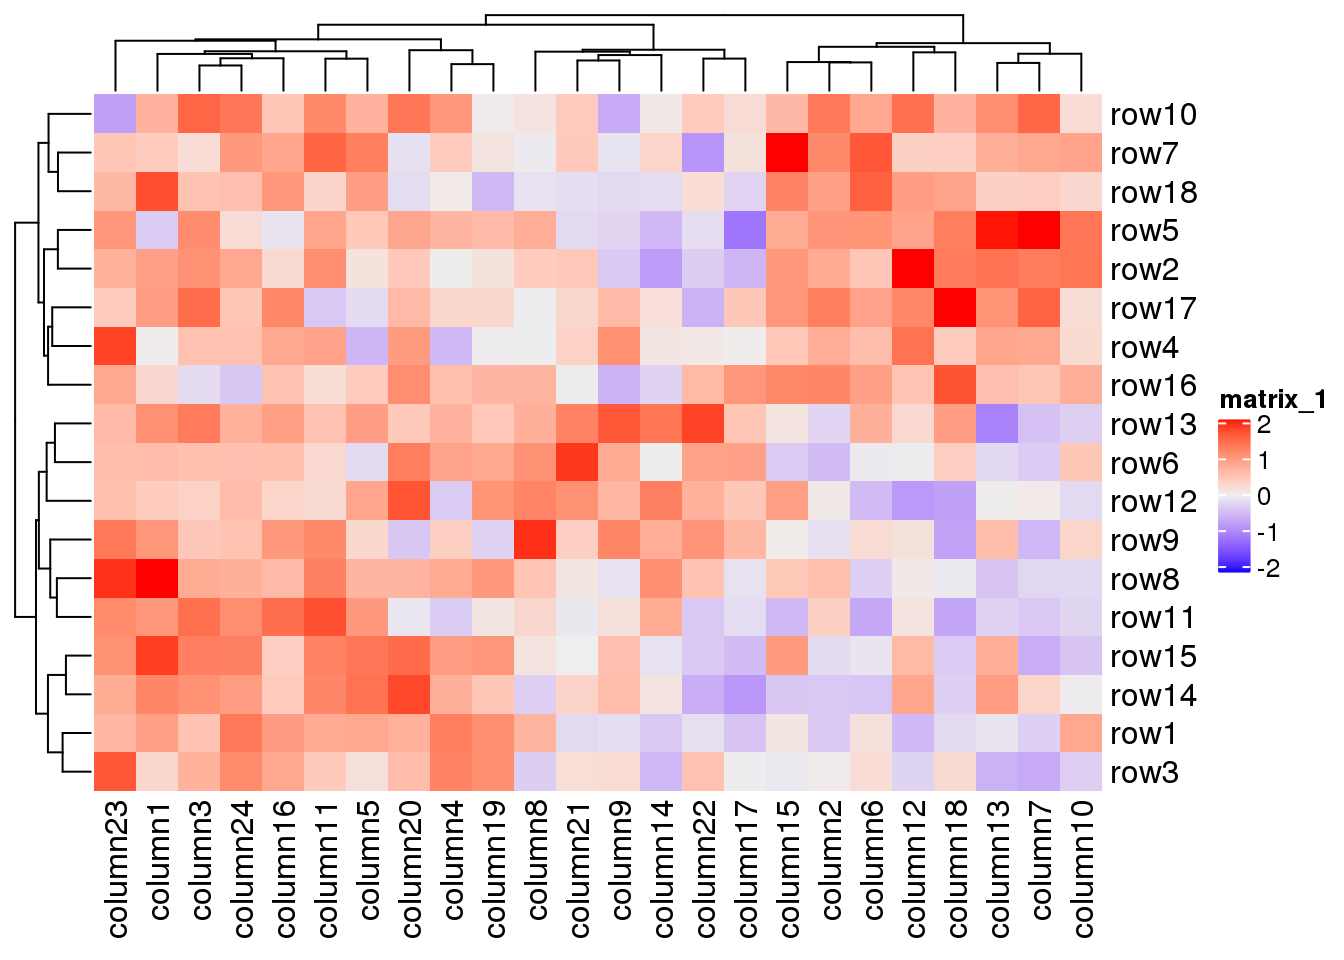 row10
row7
row18
row5
row2
row17
row4
row16
row13
row6
row12
row9
row8
row11
row15
row14
row1
row3
matrix_1
2
1
0
-1
-2
column23
column1
column3
column24
column16
column11
column5
column20
column4
column19
column8
column21
column9
column14
column22
column17
column15
column2
column6
column12
column18
column13
column7
column10